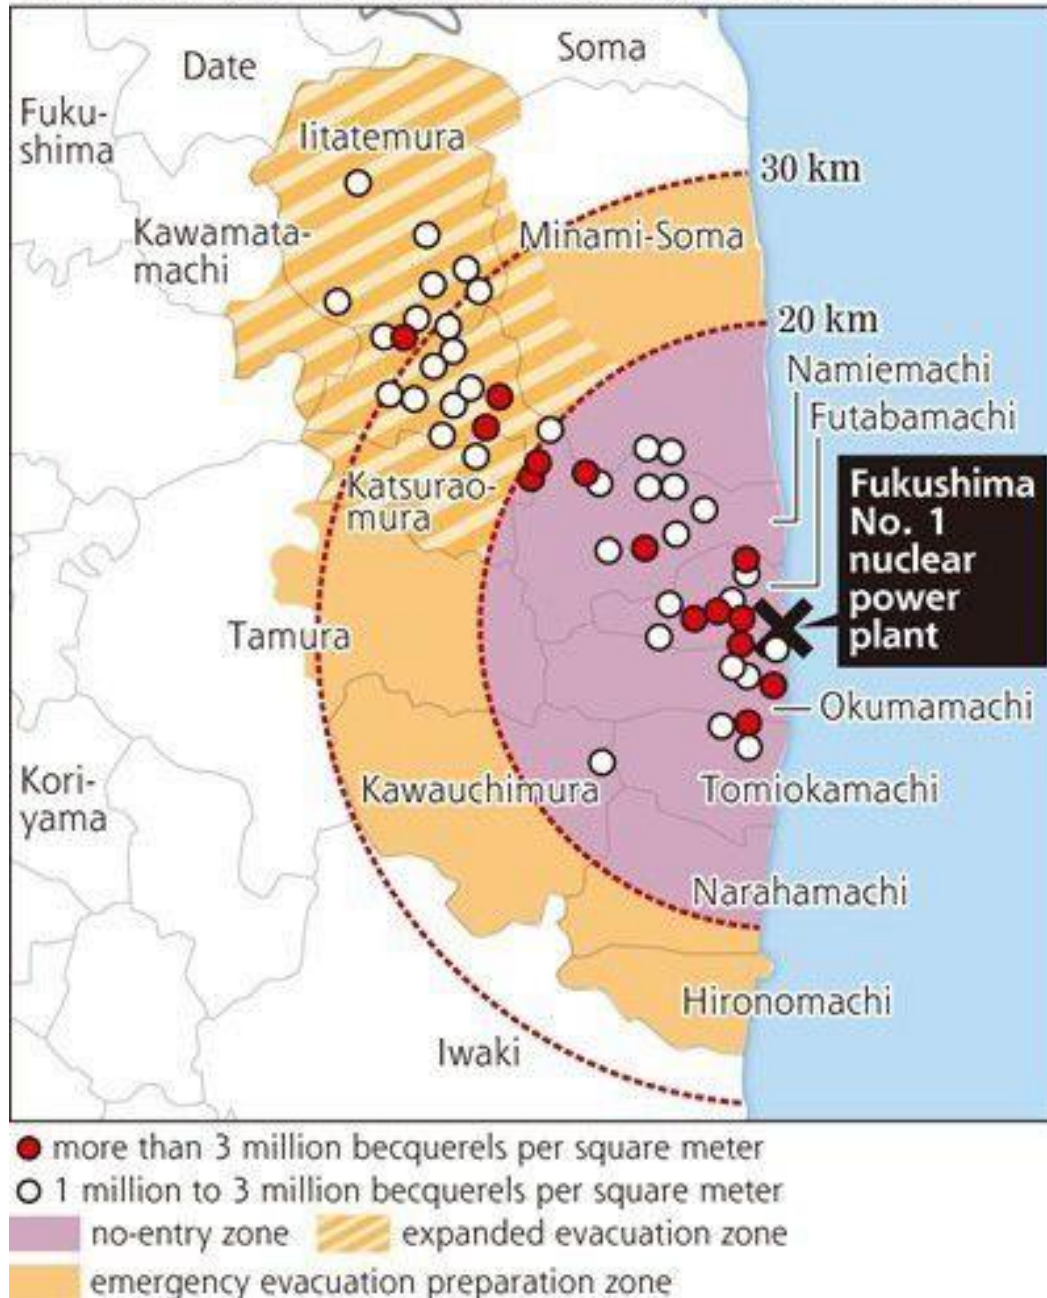 Soma
Date
Fuku-
shima
Iitatemura
30 km
Kawamata-
machi
Minami-Soma
20 km
Namiemachi
Futabamachi
Fukushima
No. 1
nuclear
power
plant
Katsurao-
mura
Tamura
Okumamachi
Kori-
yama
Kawauchimura
Tomiokamachi
Narahamachi
Hironomachi
Iwaki
more than 3 million becquerels per square meter
1 million to 3 million becquerels per square meter
no-entry zone expanded evacuation zone
emergency evacuation preparation zone